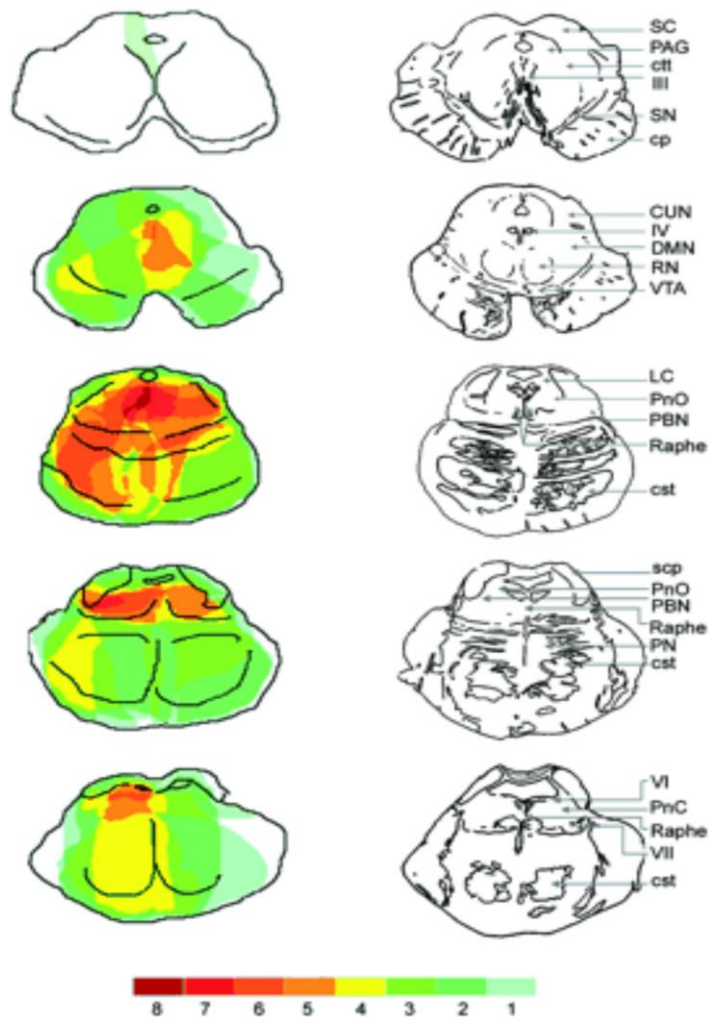 SC
PAG
ctt
III
SN
cp
CUN
IV
DMN
RN
VTA
LC
PnO
PBN
Raphe
cst
scp
PnO
PBN
Raphe
PN
cst
VI
PnC
Raphe
VII
cst
8 7 6 5 4 3 2 1